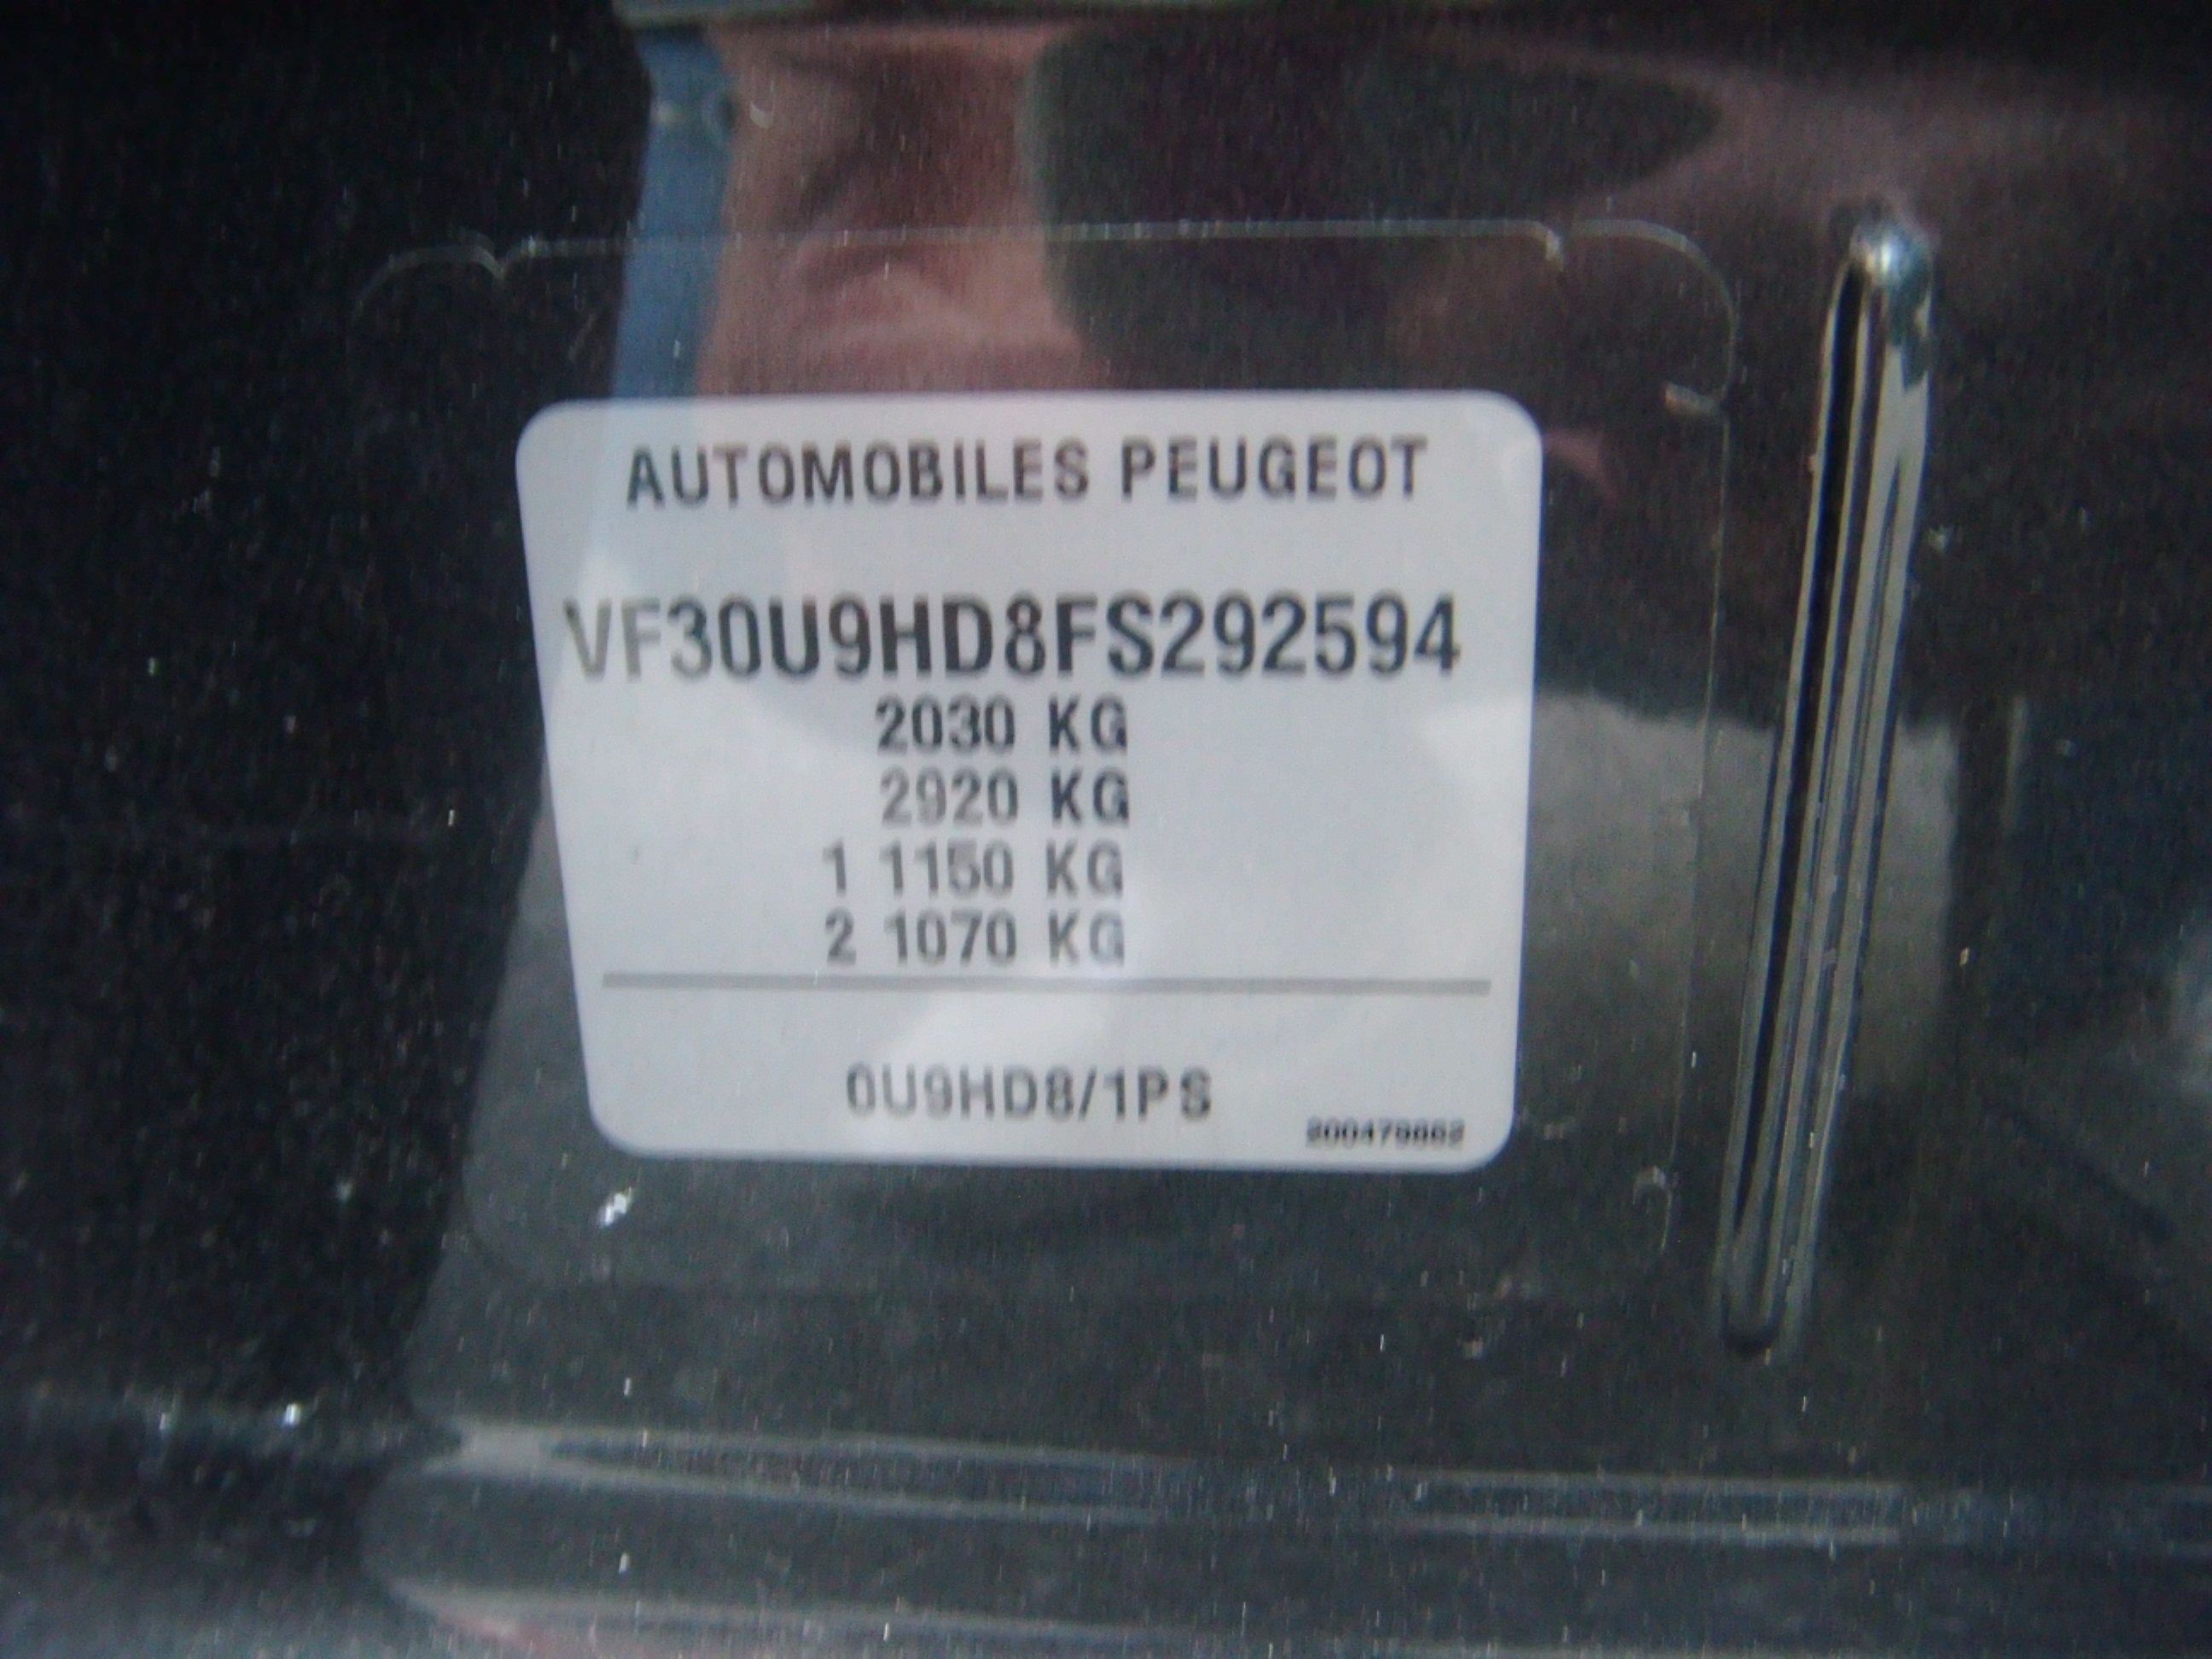 AUTOMOBILES PEUGEOT
VF30U9HD8FS292594
2030 KG
2920 KG
1 1150 KG
2 1070 KG
0U9HD8/1PS